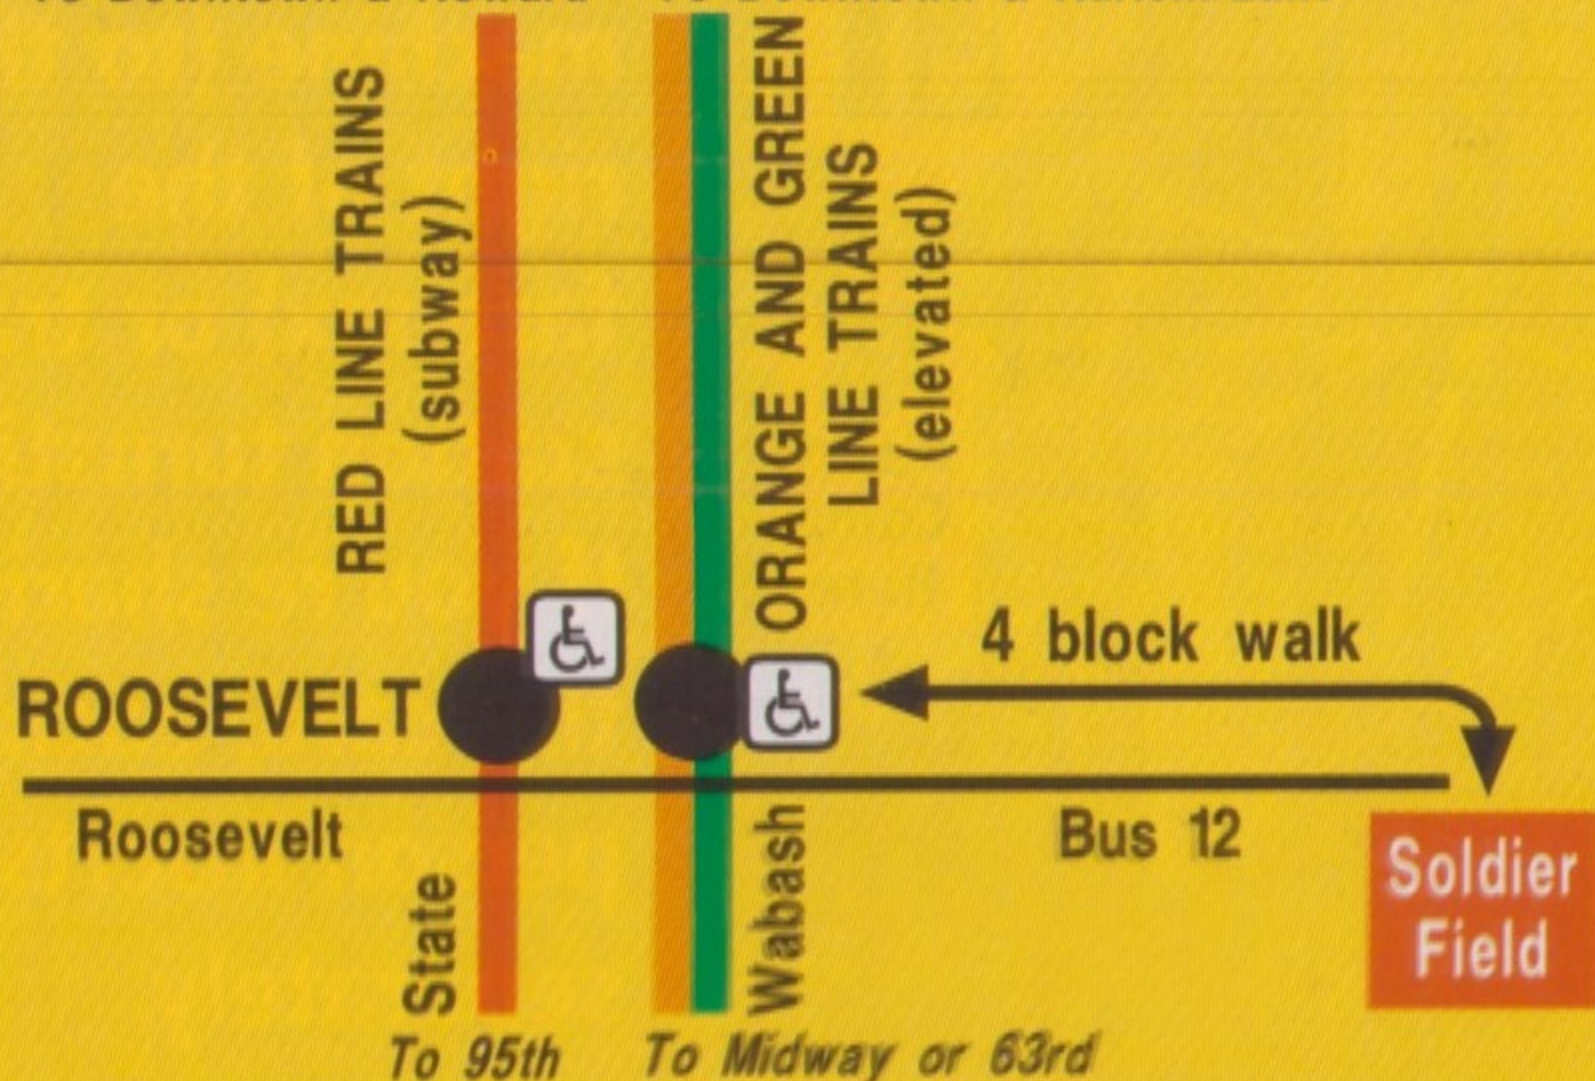 RED LINE TRAINS
(subway)
ORANGE AND GREEN
LINE TRAINS
(elevated)
4 block walk
ROOSEVELT
Roosevelt
Bus 12
State
Wabash
Soldier
Field
To 95th
To Midway or 63rd